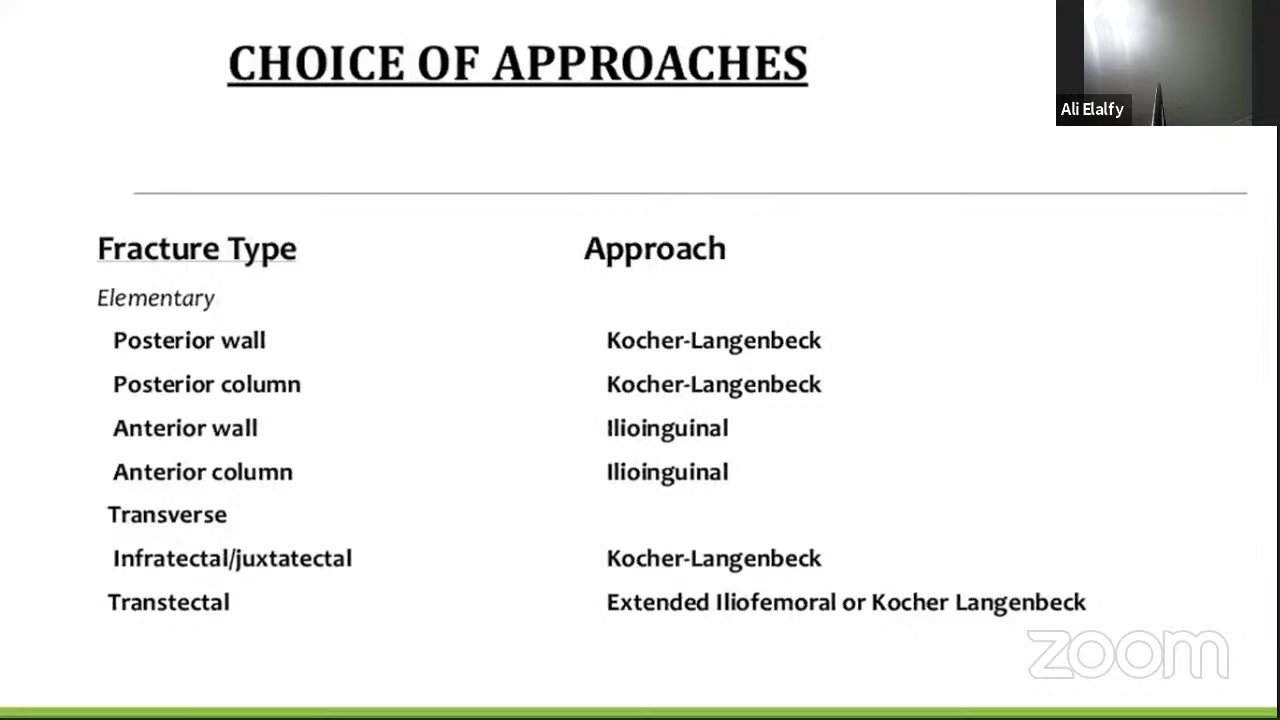 CHOICE OF APPROACHES
Ali Elalfy
Fracture Type Approach
Elementary
Posterior wall Kocher-Langenbeck
Posterior column Kocher-Langenbeck
Anterior wall Ilioinguinal
Anterior column Ilioinguinal
Transverse
Infratectal/juxtatectal Kocher-Langenbeck
Transtectal Extended Iliofemoral or Kocher Langenbeck
zoom